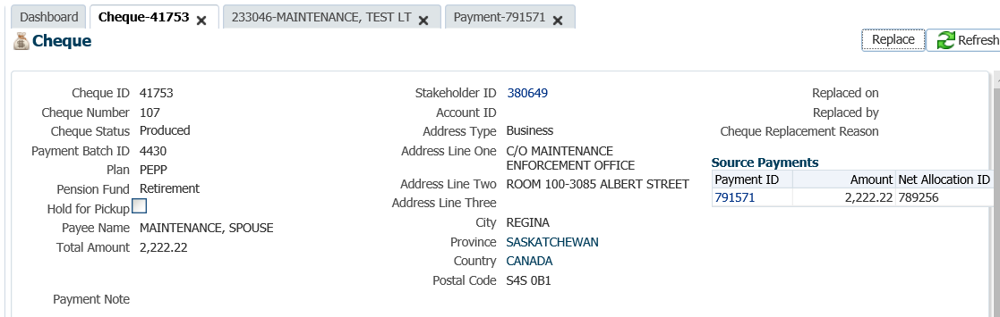 Dashboard
Cheque-41753
233046-MAINTENANCE, TEST LT
Payment-791571
Cheque
Replace
Refresh
Cheque ID 41753
Cheque Number 107
Cheque Status Produced
Payment Batch ID 4430
Plan PEPP
Pension Fund Retirement
Hold for Pickup
Payee Name MAINTENANCE, SPOUSE
Total Amount 2,222.22
Payment Note
Stakeholder ID 380649
Account ID
Address Type Business
Address Line One C/O MAINTENANCE
ENFORCEMENT OFFICE
Address Line Two ROOM 100-3085 ALBERT STREET
Address Line Three
City REGINA
Province SASKATCHEWAN
Country CANADA
Postal Code S4S 0B1
Replaced on
Replaced by
Cheque Replacement Reason
Source Payments
Payment ID Amount Net Allocation ID
791571 2,222.22 789256